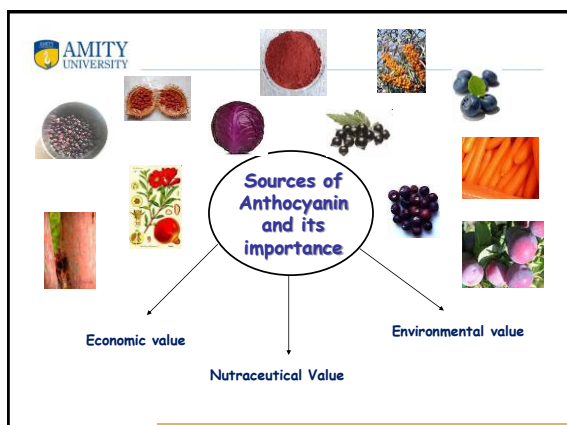 AMITY
UNIVERSITY
Sources of
Anthocyanin
and its
importance
Economic value
Environmental value
Nutraceutical Value